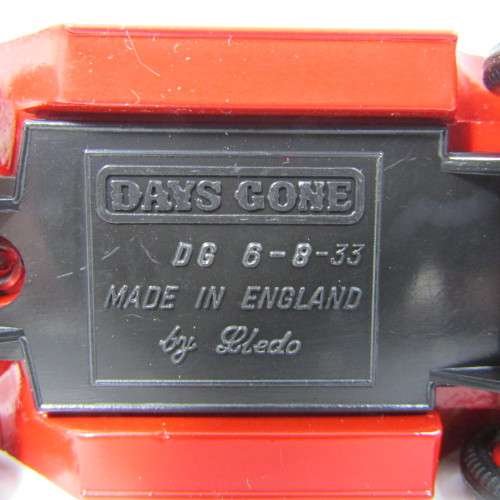 DAYS GONE
DG 6-8-33
MADE IN ENGLAND
by Lledo